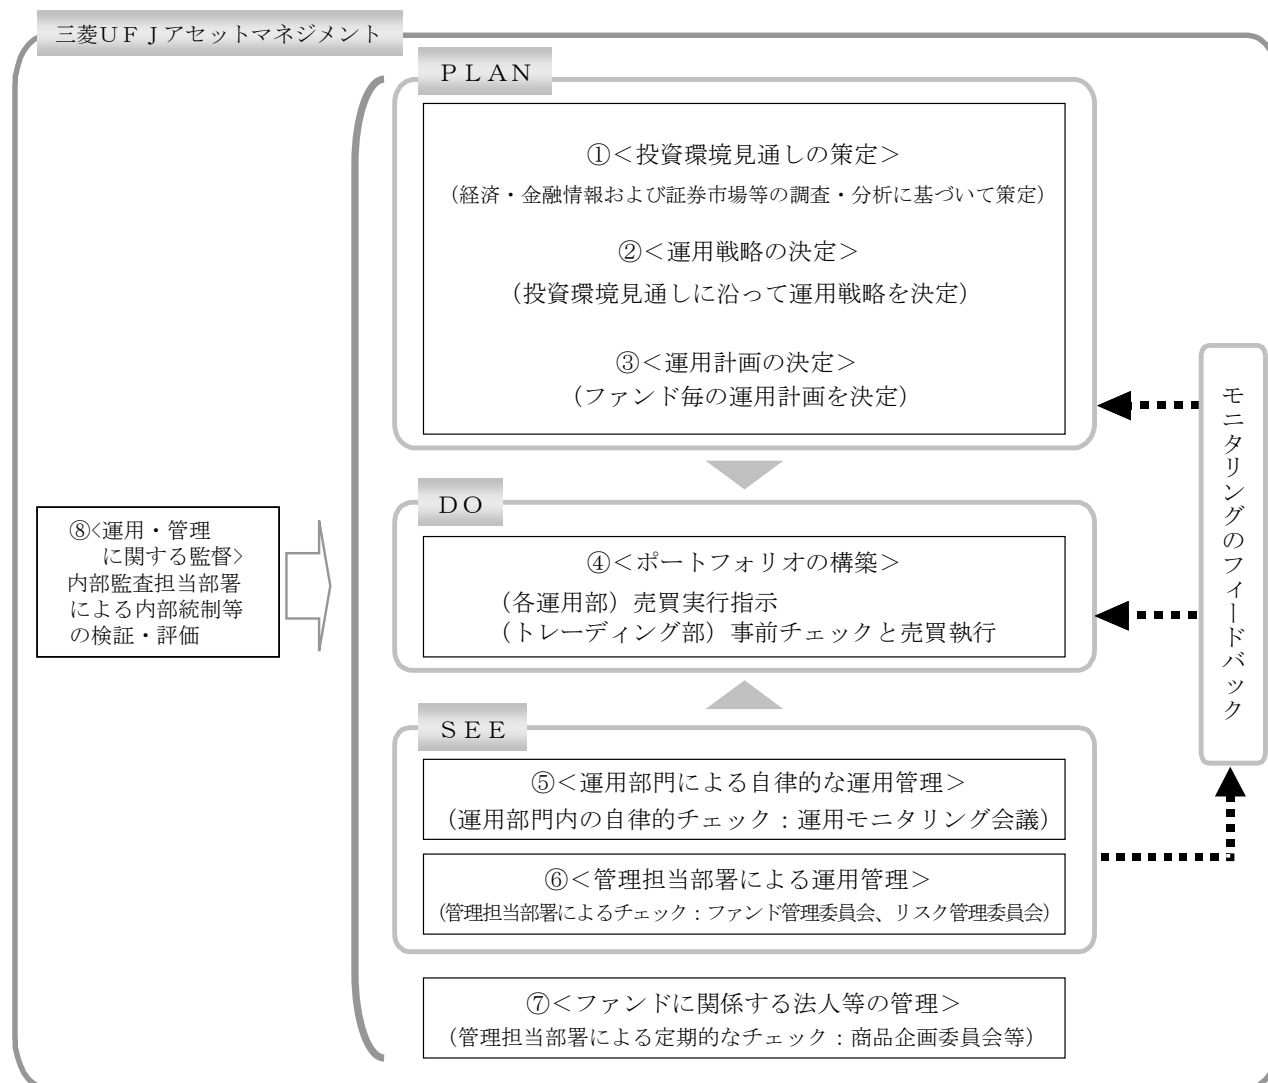 三菱ＵＦＪアセットマネジメント
ＰＬＡＮ
①＜投資環境見通しの策定＞
（経済・金融情報および証券市場等の調査・分析に基づいて策定）
②＜運用戦略の決定＞
（投資環境見通しに沿って運用戦略を決定）
③＜運用計画の決定＞
（ファンド毎の運用計画を決定）
ＤＯ
④＜ポートフォリオの構築＞
（各運用部）売買実行指示
（トレーディング部）事前チェックと売買執行
ＳＥＥ
⑤＜運用部門による自律的な運用管理＞
（運用部門内の自律的チェック：運用モニタリング会議）
⑥＜管理担当部署による運用管理＞
（管理担当部署によるチェック：ファンド管理委員会、リスク管理委員会）
⑦＜ファンドに関係する法人等の管理＞
（管理担当部署による定期的なチェック：商品企画委員会等）
⑧<運用・管理
に関する監督>
内部監査担当部署
による内部統制等
の検証・評価
モニタリングのフィードバック